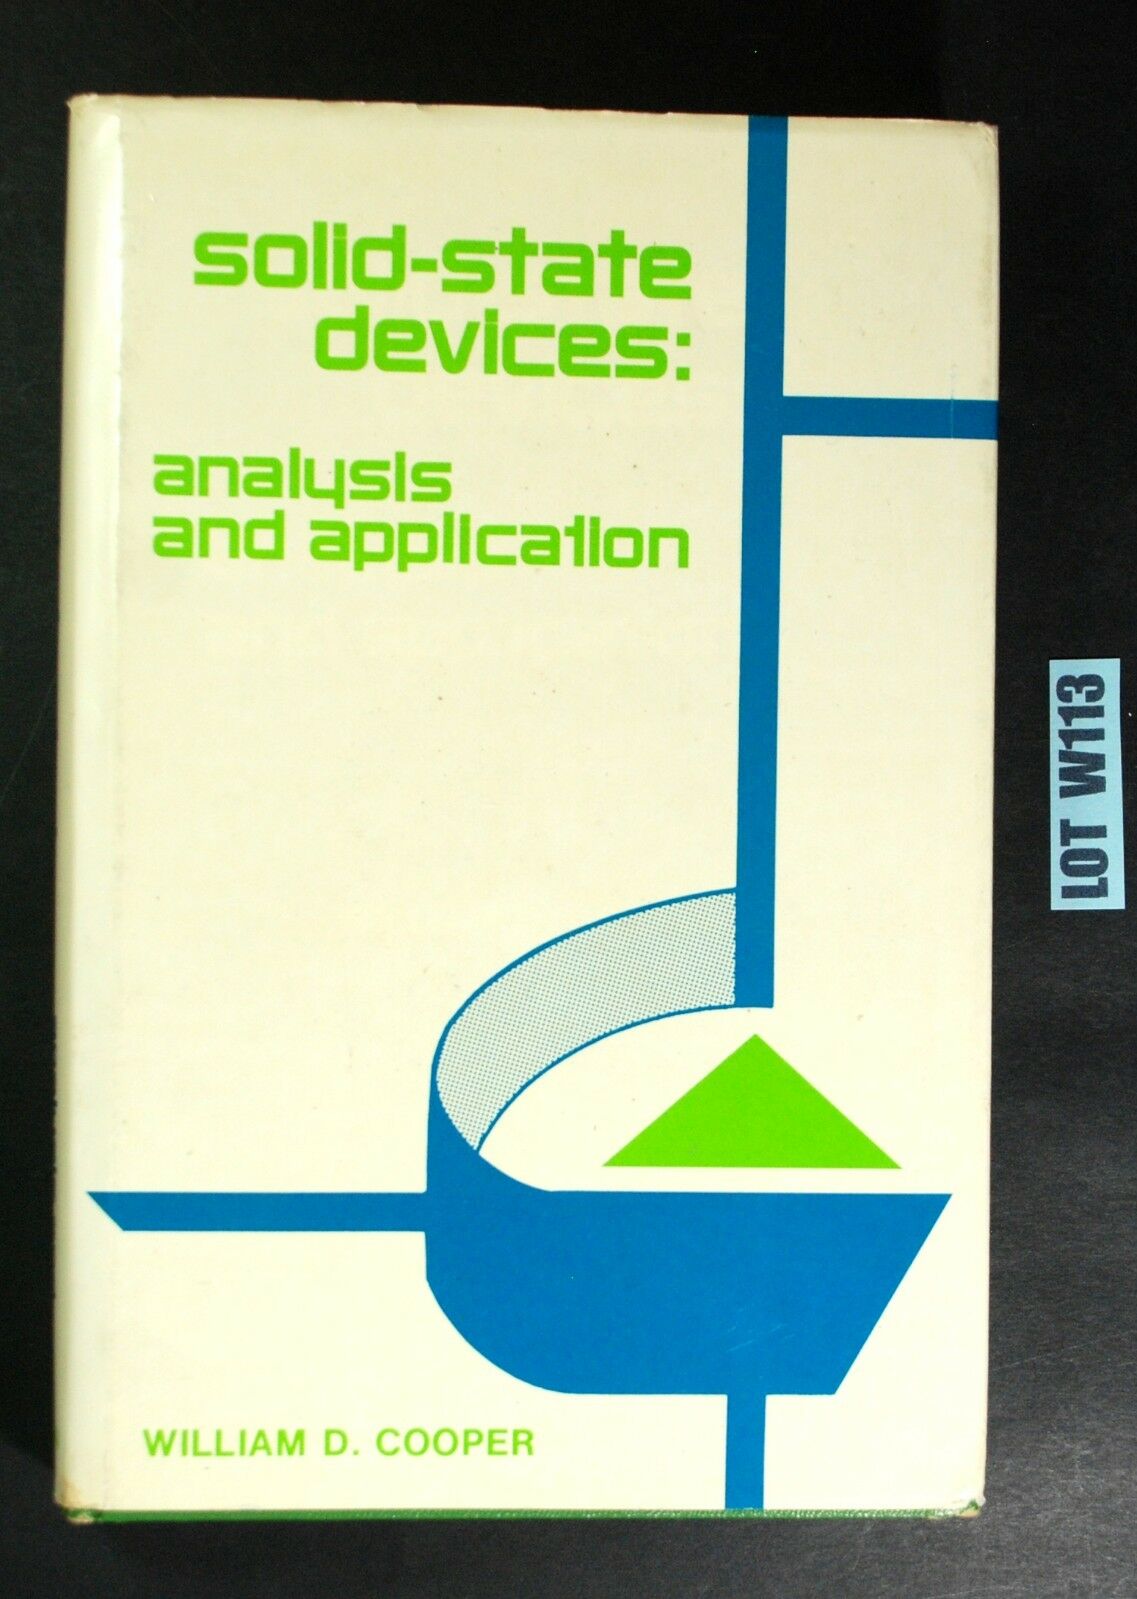 solid-state
devices:
analysis
and application
WILLIAM D. COOPER
LOT W113